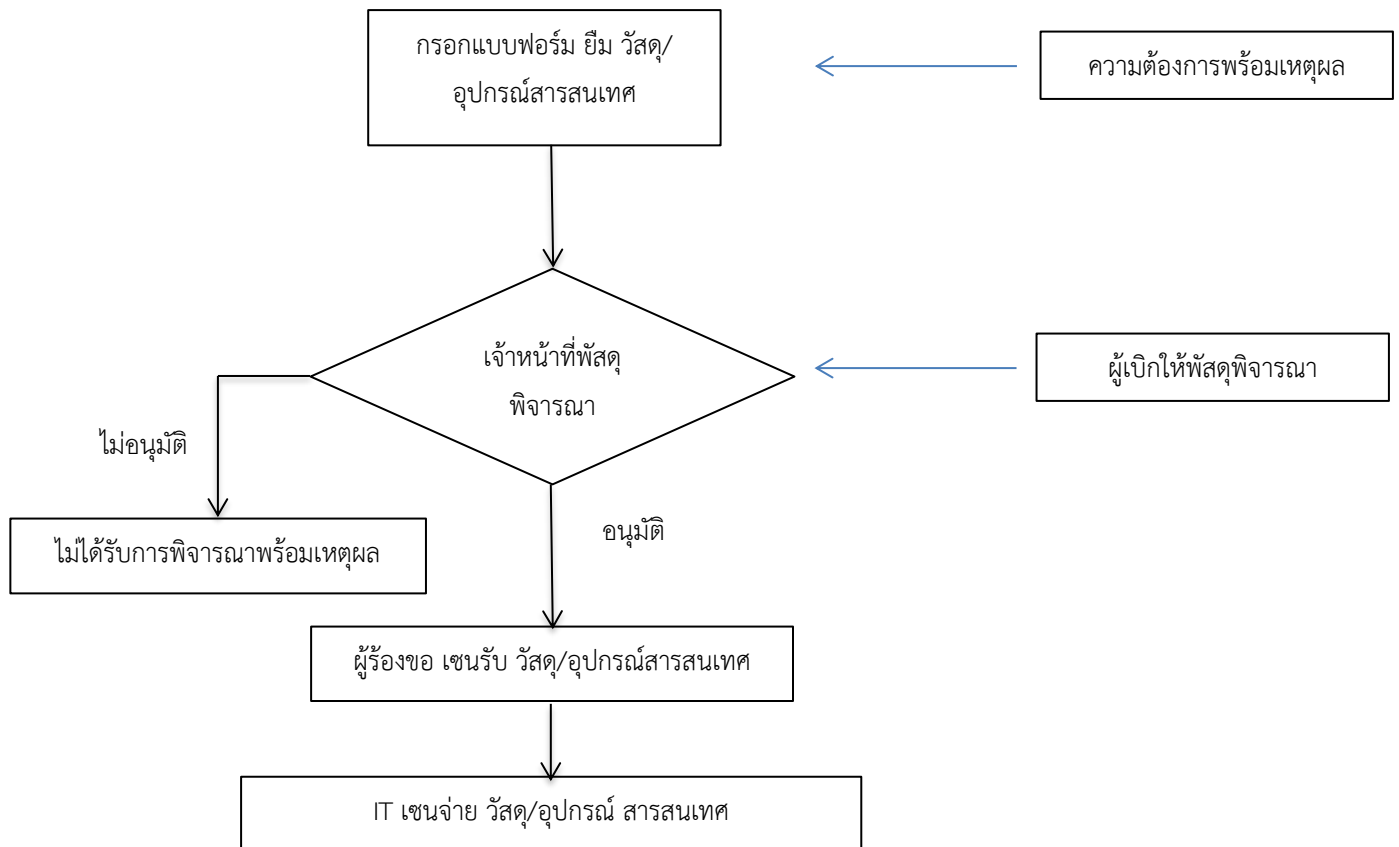 กรอกแบบฟอร์ม ยืม วัสดุ/
อุปกรณ์สารสนเทศ
ความต้องการพร้อมเหตุผล
เจ้าหน้าที่พัสดุ
พิจารณา
ผู้เบิกให้พัสดุพิจารณา
ไม่อนุมัติ
อนุมัติ
ไม่ได้รับการพิจารณาพร้อมเหตุผล
ผู้ร้องขอ เซนรับ วัสดุ/อุปกรณ์สารสนเทศ
IT เซนจ่าย วัสดุ/อุปกรณ์ สารสนเทศ